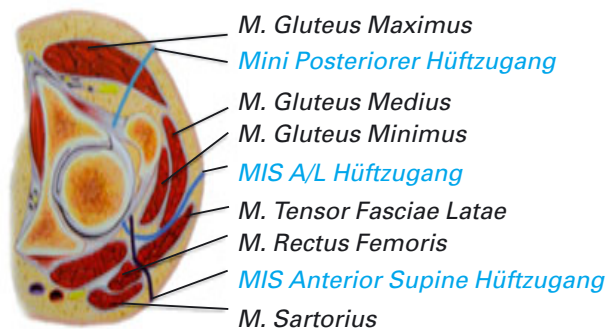 M. Gluteus Maximus
Mini Posteriorer Hüftzugang
M. Gluteus Medius
M. Gluteus Minimus
MIS A/L Hüftzugang
M. Tensor Fasciae Latae
M. Rectus Femoris
MIS Anterior Supine Hüftzugang
M. Sartorius